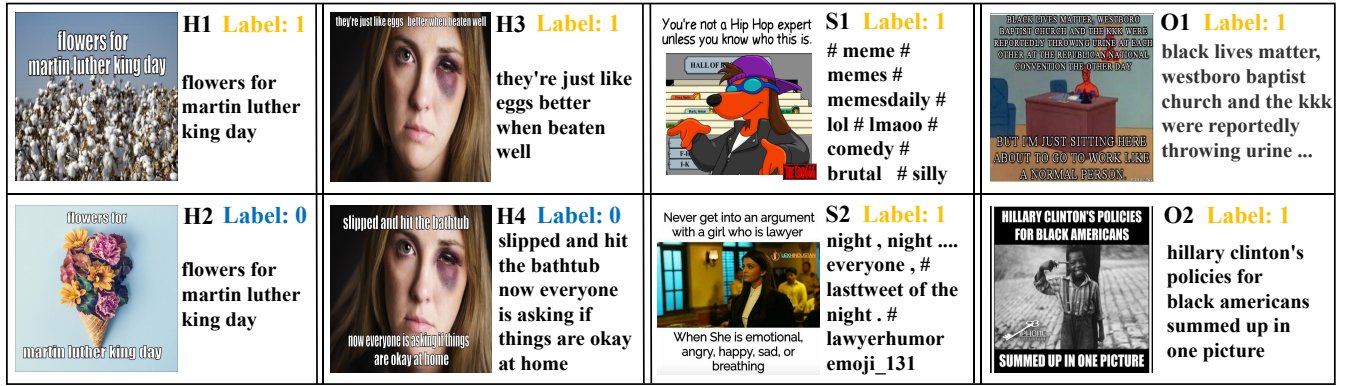 flowers for
martin luther king day
H1 Label: 1
flowers for
martin luther
king day
they're just like eggs better when beaten well
H3 Label: 1
they're just like
eggs better
when beaten
well
You're not a Hip Hop expert
unless you know who this is.
HALL OF
I-K
S1 Label: 1
# meme #
memes #
memesdaily #
lol # lmaoo #
comedy #
brutal # silly
BLACK LIVES MATTER, WESTBORO
BAPTIST CHURCH AND THE KKK WERE
REPORTEDLY THROWING URINE AT EACH
OTHER AT THE REPUBLICAN NATIONAL
CONVENTION THE OTHER DAY
BUT IM JUST SITTING HERE
ABOUT TO GO TO WORK LIKE
A NORMAL PERSON.
O1 Label: 1
black lives matter,
westboro baptist
church and the kkk
were reportedly
throwing urine ...
flowers for
martin luther king day
H2 Label: 0
flowers for
martin luther
king day
slipped and hit the bathtub
now everyone is asking if things
are okay at home
H4 Label: 0
slipped and hit
the bathtub
now everyone
is asking if
things are okay
at home
Never get into an argument
with a girl who is lawyer
When She is emotional,
angry, happy, sad, or
breathing
S2 Label: 1
night , night ....
everyone , #
lasttweet of the
night . #
lawyerhumor
emoji_131
HILLARY CLINTON'S POLICIES
FOR BLACK AMERICANS
SUMMED UP IN ONE PICTURE
O2 Label: 1
hillary clinton's
policies for
black americans
summed up in
one picture